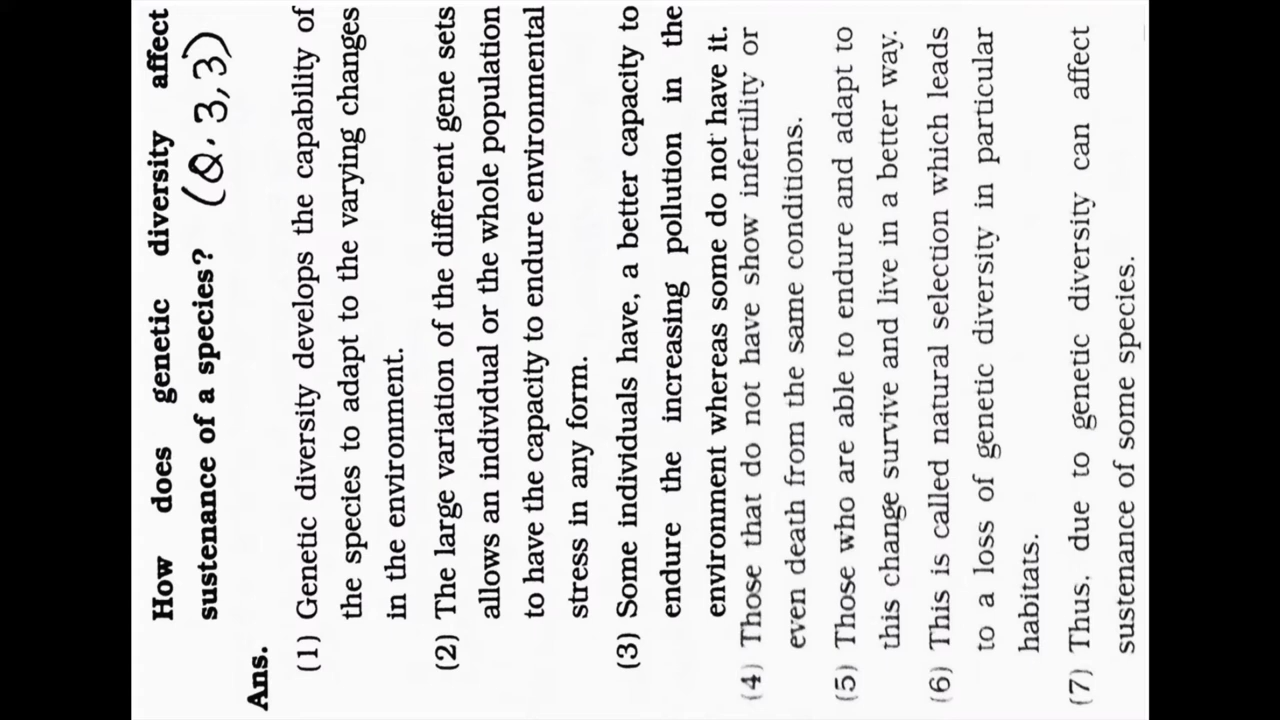 How does genetic diversity affect
sustenance of a species? (Q. 3, 3)
Ans.
(1) Genetic diversity develops the capability of
the species to adapt to the varying changes
in the environment.
(2) The large variation of the different gene sets
allows an individual or the whole population
to have the capacity to endure environmental
stress in any form.
(3) Some individuals have, a better capacity to
endure the increasing pollution in the
environment whereas some do not have it.
(4) Those that do not have show infertility or
even death from the same conditions.
(5) Those who are able to endure and adapt to
this change survive and live in a better way.
(6) This is called natural selection which leads
to a loss of genetic diversity in particular
habitats.
(7) Thus, due to genetic diversity can affect
sustenance of some species.